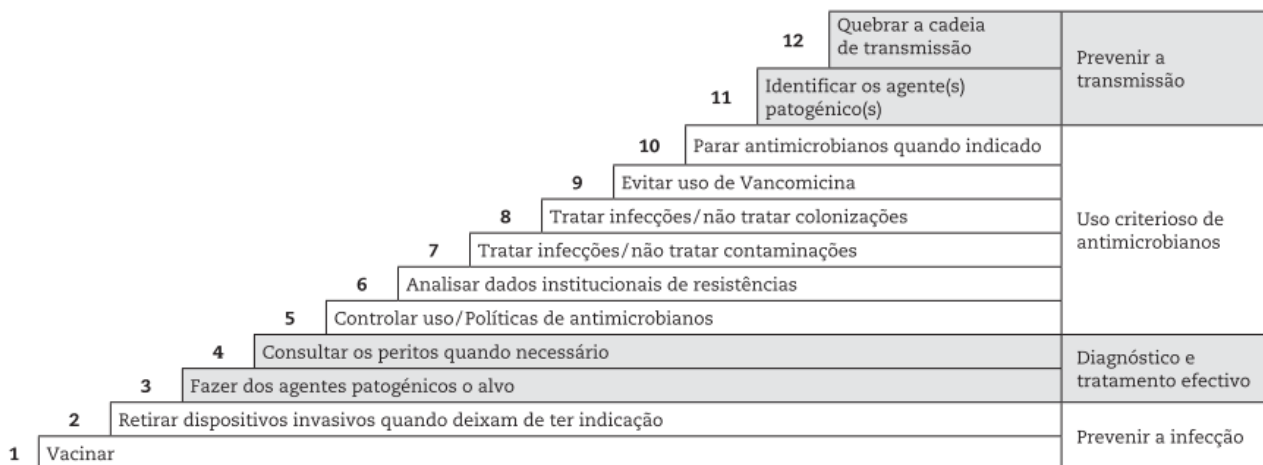 12
Quebrar a cadeia
de transmissão
Prevenir a
transmissão
11
Identificar os agente(s)
patogénico(s)
10 Parar antimicrobianos quando indicado
9 Evitar uso de Vancomicina
8 Tratar infecções/não tratar colonizações
Uso criterioso de
antimicrobianos
7 Tratar infecções/não tratar contaminações
6 Analisar dados institucionais de resistências
5 Controlar uso/Políticas de antimicrobianos
4 Consultar os peritos quando necessário
Diagnóstico e
tratamento efectivo
3 Fazer dos agentes patogénicos o alvo
2 Retirar dispositivos invasivos quando deixam de ter indicação
Prevenir a infecção
1 Vacinar